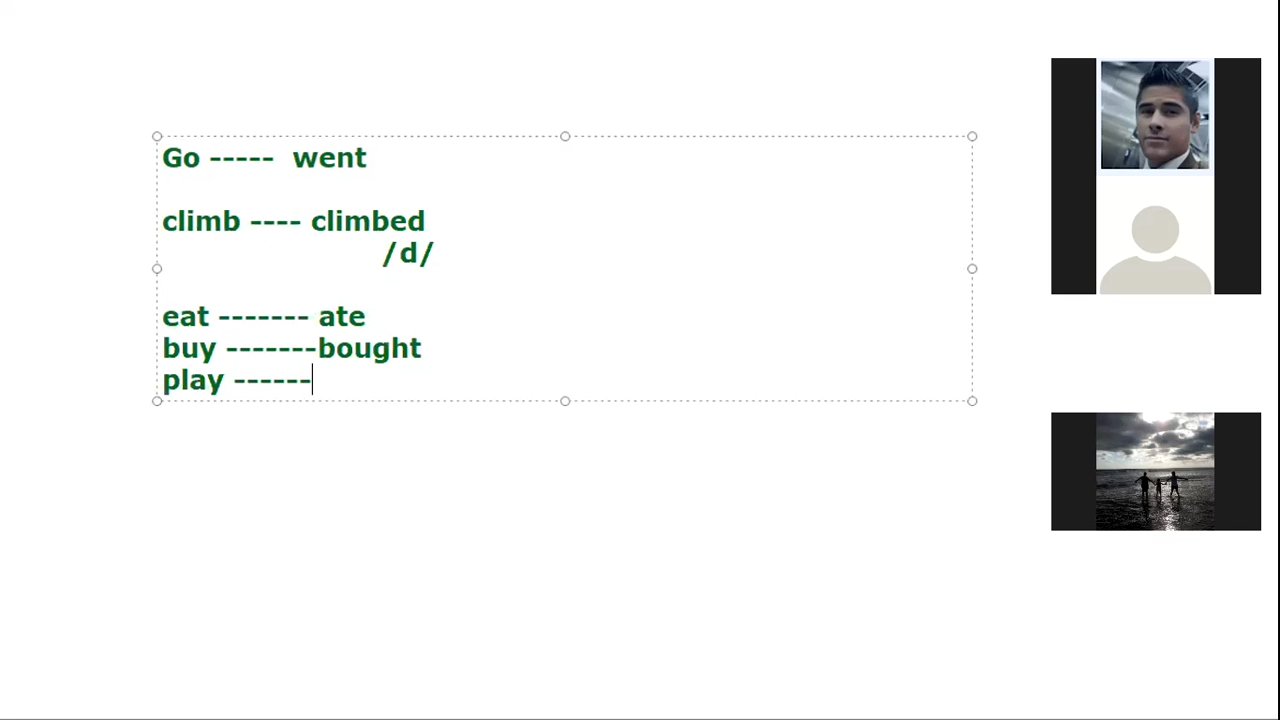 Go ----- went
climb ---- climbed
/d/
eat ------- ate
buy -------bought
play ------